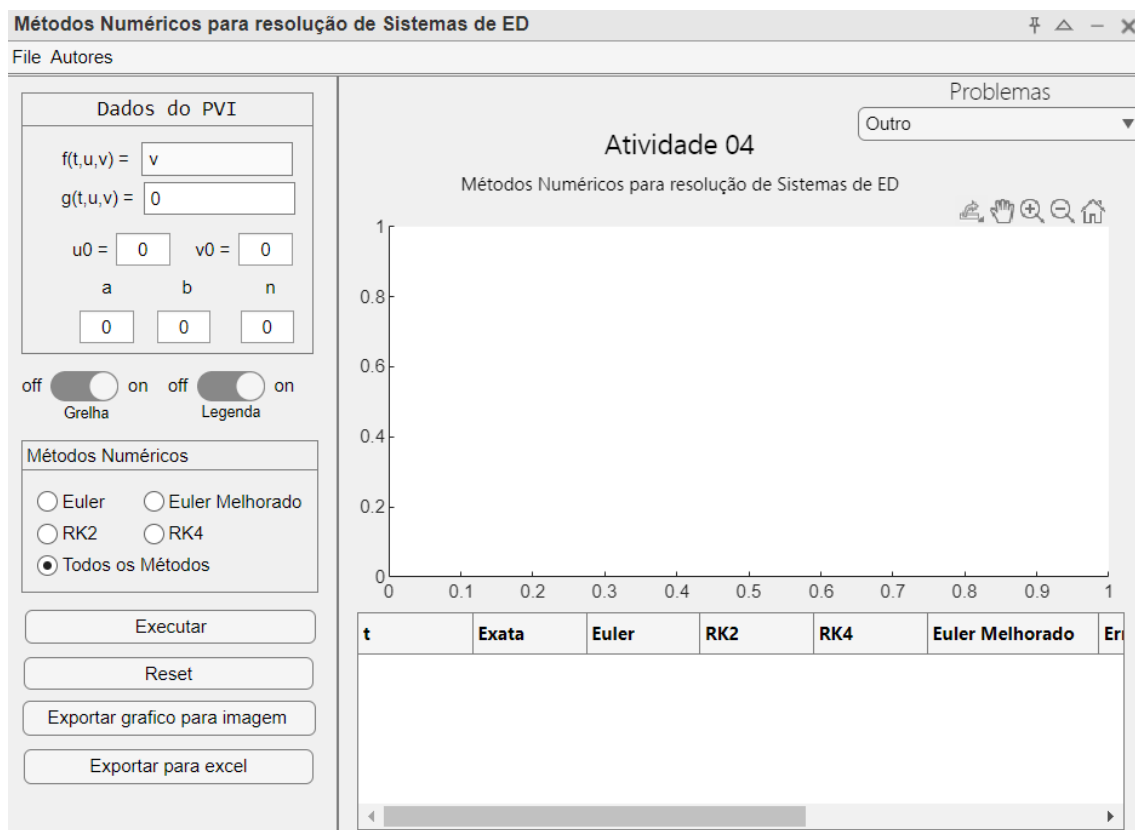 Métodos Numéricos para resolução de Sistemas de ED
File Autores
Dados do PVI
f(t,u,v) = v
g(t,u,v) = 0
u0 = 0 v0 = 0
a b n
0 0 0
off on off on
Grelha Legenda
Métodos Numéricos
Euler Euler Melhorado
RK2 RK4
Todos os Métodos
Executar
Reset
Exportar grafico para imagem
Exportar para excel
Problemas
Outro
Atividade 04
Métodos Numéricos para resolução de Sistemas de ED
1
0.8
0.6
0.4
0.2
0
0 0.1 0.2 0.3 0.4 0.5 0.6 0.7 0.8 0.9 1
t Exata Euler RK2 RK4 Euler Melhorado